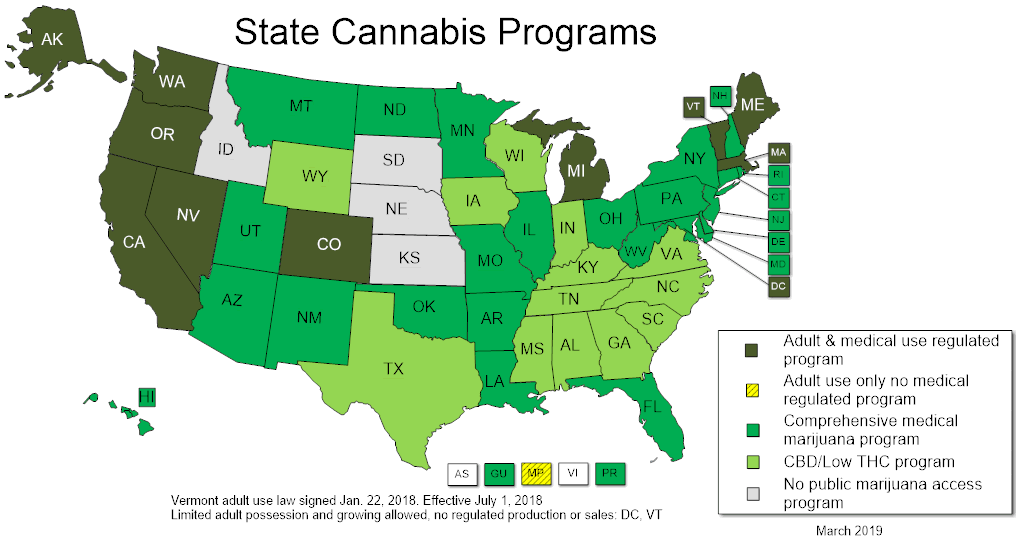 State Cannabis Programs
AK
WA
OR
CA
NV
ID
MT
WY
UT
CO
AZ
NM
ND
SD
NE
KS
OK
TX
MN
IA
MO
AR
LA
WI
IL
MI
IN
OH
KY
TN
MS
AL
GA
FL
SC
NC
VA
WV
PA
NY
VT
NH
ME
MA
RI
CT
NJ
DE
MD
DC
HI
AS
GU
MP
VI
PR
Adult & medical use regulated
program
Adult use only no medical
regulated program
Comprehensive medical
marijuana program
CBD/Low THC program
No public marijuana access
program
Vermont adult use law signed Jan. 22, 2018. Effective July 1, 2018
Limited adult possession and growing allowed, no regulated production or sales: DC, VT
March 2019